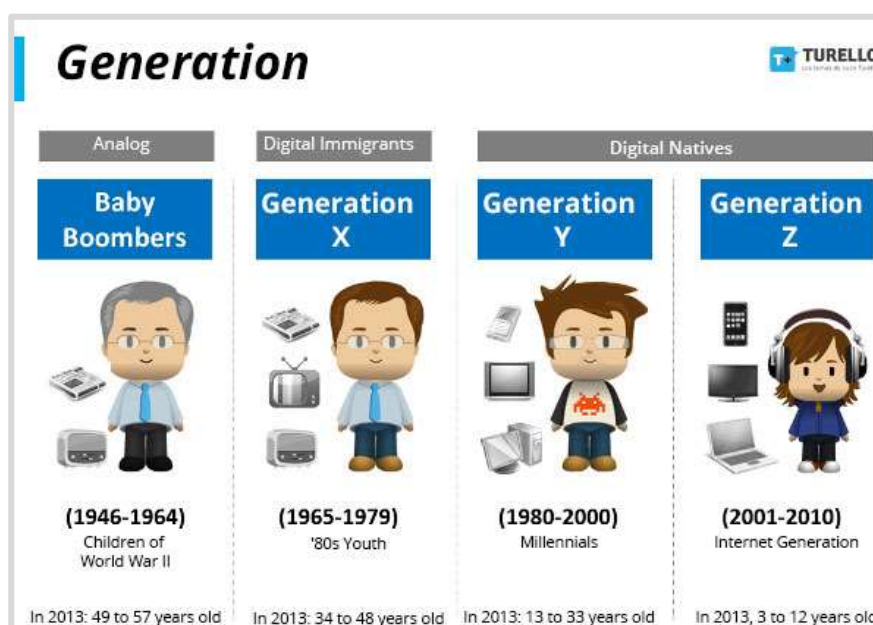 Generation
TURELLO
Analog
Digital Immigrants
Digital Natives
Baby
Boombers
Generation
X
Generation
Y
Generation
Z
(1946-1964)
Children of
World War II
(1965-1979)
'80s Youth
(1980-2000)
Millennials
(2001-2010)
Internet Generation
In 2013: 49 to 57 years old
In 2013: 34 to 48 years old
In 2013: 13 to 33 years old
In 2013, 3 to 12 years old